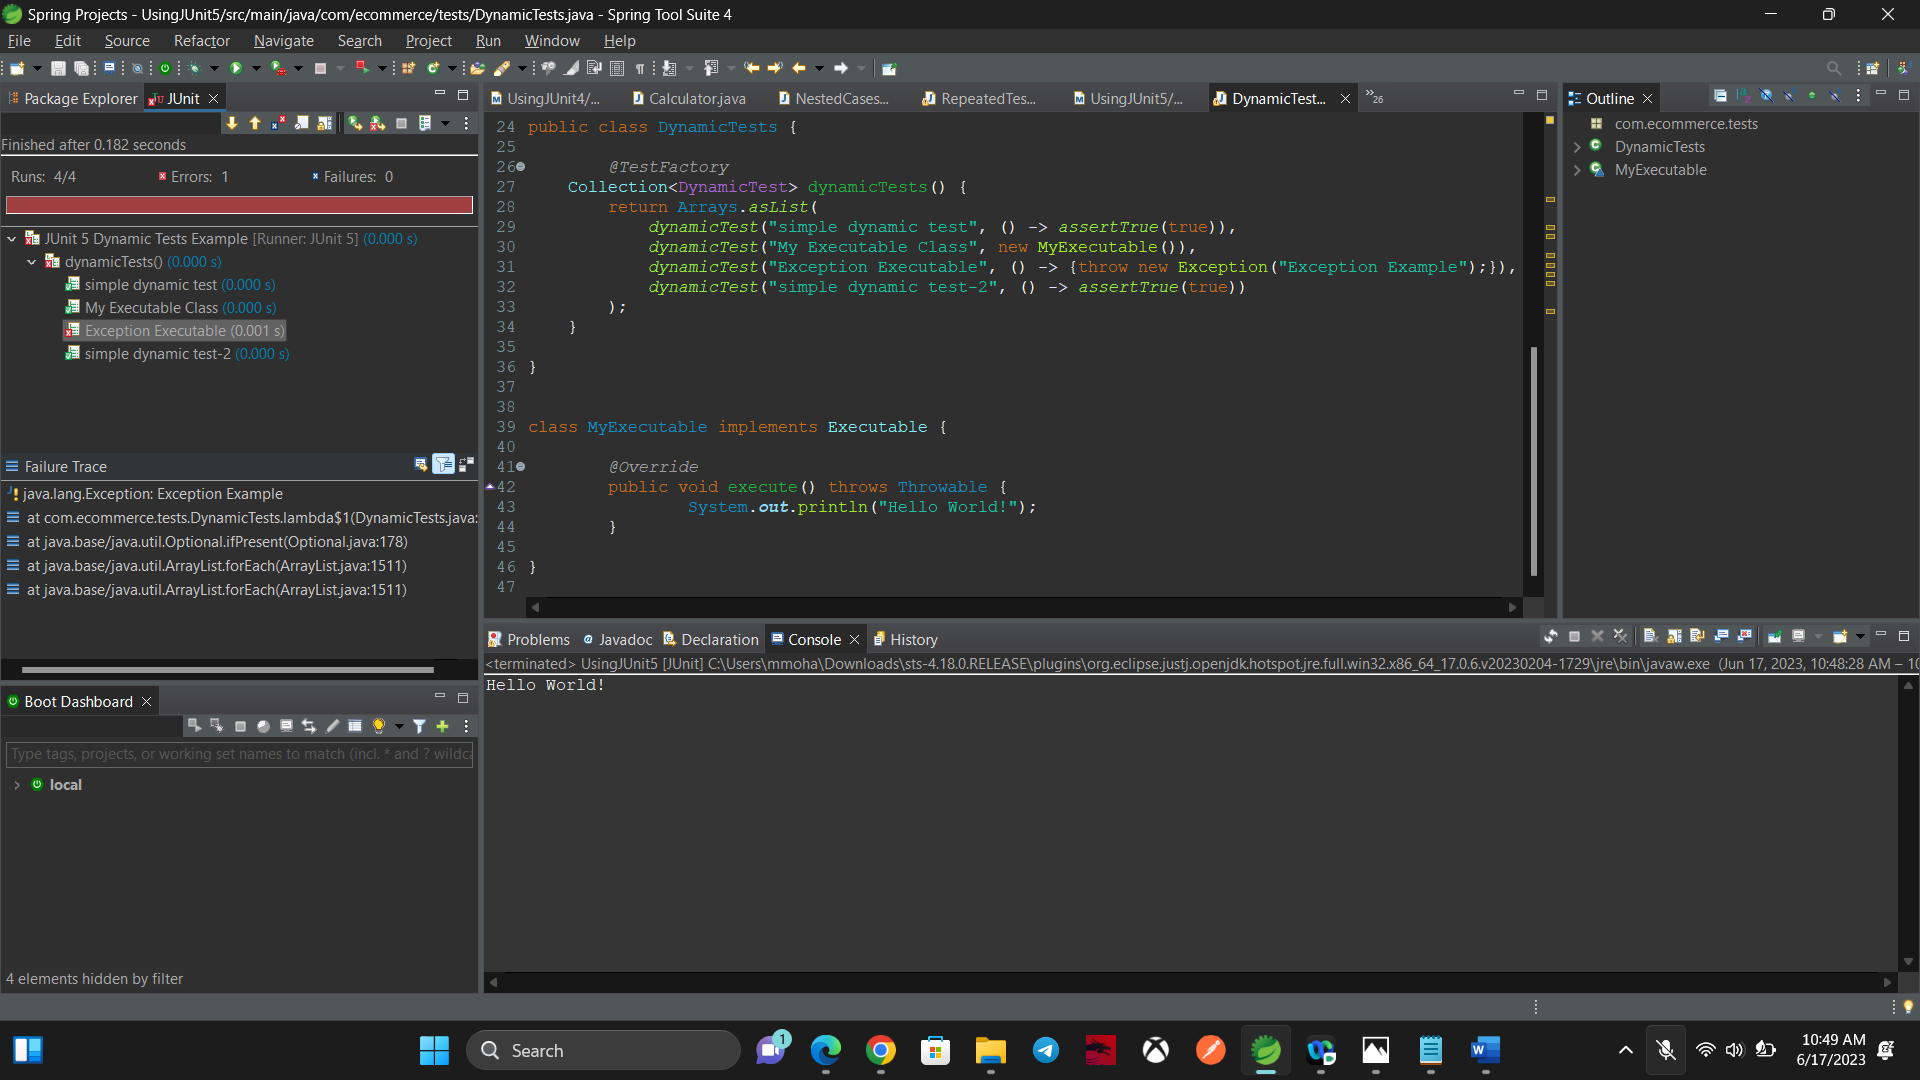 Spring Projects - UsingJUnit5/src/main/java/com/ecommerce/tests/DynamicTests.java - Spring Tool Suite 4
File Edit Source Refactor Navigate Search Project Run Window Help
Package Explorer JUnit
Finished after 0.182 seconds
Runs: 4/4 Errors: 1 Failures: 0
JUnit 5 Dynamic Tests Example [Runner: JUnit 5] (0.000 s)
dynamicTests() (0.000 s)
simple dynamic test (0.000 s)
My Executable Class (0.000 s)
Exception Executable (0.001 s)
simple dynamic test-2 (0.000 s)
Failure Trace
java.lang.Exception: Exception Example
at com.ecommerce.tests.DynamicTests.lambda$1(DynamicTests.java:
at java.base/java.util.Optional.ifPresent(Optional.java:178)
at java.base/java.util.ArrayList.forEach(ArrayList.java:1511)
at java.base/java.util.ArrayList.forEach(ArrayList.java:1511)
Boot Dashboard
Type tags, projects, or working set names to match (incl. * and ? wildca
local
4 elements hidden by filter
UsingJUnit4/... Calculator.java NestedCases... RepeatedTes... UsingJUnit5/... DynamicTest... 26
24 public class DynamicTests {
25
26 @TestFactory
27 Collection<DynamicTest> dynamicTests() {
28 return Arrays.asList(
29 dynamicTest("simple dynamic test", () -> assertTrue(true)),
30 dynamicTest("My Executable Class", new MyExecutable()),
31 dynamicTest("Exception Executable", () -> {throw new Exception("Exception Example");}),
32 dynamicTest("simple dynamic test-2", () -> assertTrue(true))
33 );
34 }
35
36 }
37
38
39 class MyExecutable implements Executable {
40
41 @Override
42 public void execute() throws Throwable {
43 System.out.println("Hello World!");
44 }
45
46 }
47
Outline
com.ecommerce.tests
DynamicTests
MyExecutable
Problems Javadoc Declaration Console History
<terminated> UsingJUnit5 [JUnit] C:\Users\mmoha\Downloads\sts-4.18.0.RELEASE\plugins\org.eclipse.justj.openjdk.hotspot.jre.full.win32.x86_64_17.0.6.v20230204-1729\jre\bin\javaw.exe (Jun 17, 2023, 10:48:28 AM – 10
Hello World!
Search
1
10:49 AM
6/17/2023